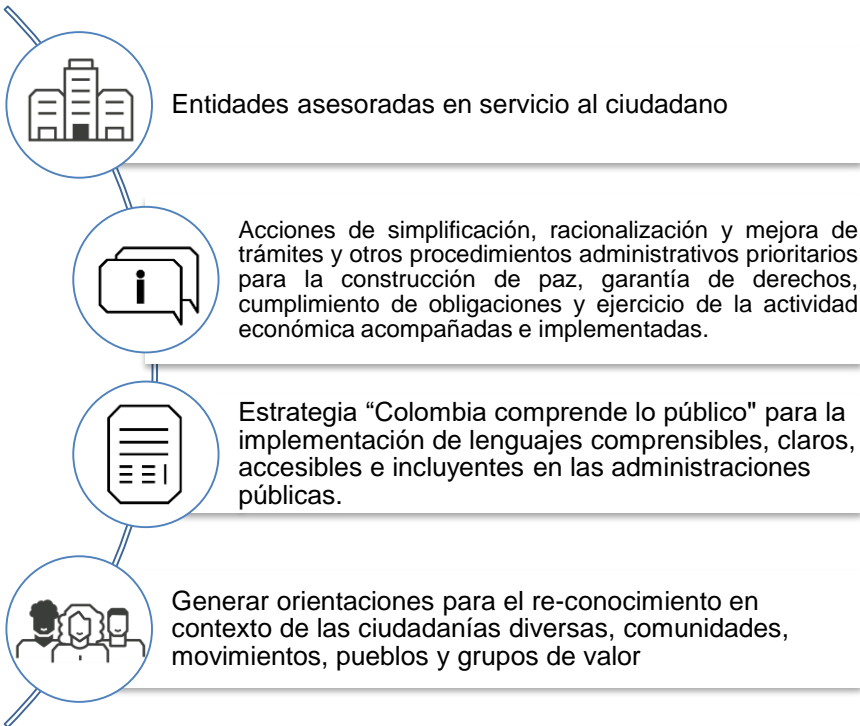 Entidades asesoradas en servicio al ciudadano
i
Acciones de simplificación, racionalización y mejora de
trámites y otros procedimientos administrativos prioritarios
para la construcción de paz, garantía de derechos,
cumplimiento de obligaciones y ejercicio de la actividad
económica acompañadas e implementadas.
Estrategia “Colombia comprende lo público" para la
implementación de lenguajes comprensibles, claros,
accesibles e incluyentes en las administraciones
públicas.
Generar orientaciones para el re-conocimiento en
contexto de las ciudadanías diversas, comunidades,
movimientos, pueblos y grupos de valor